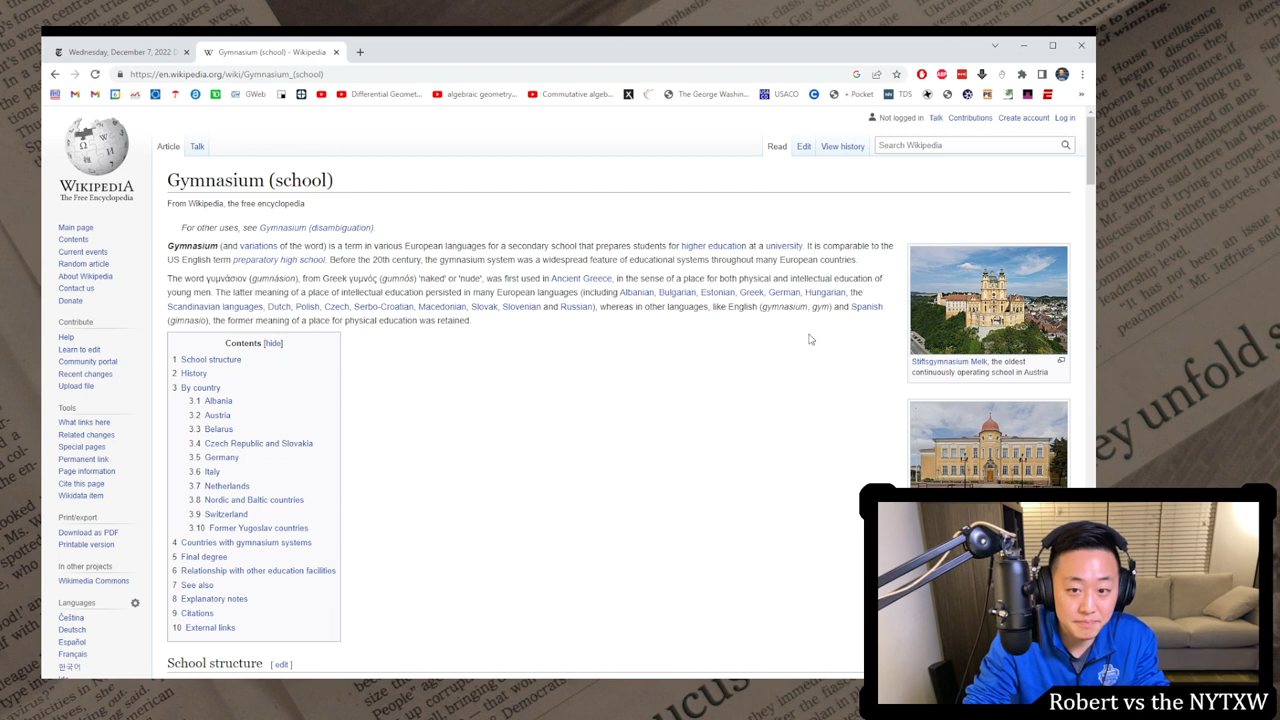 Wednesday, December 7, 2022 D
Gymnasium (school) - Wikipedia
https://en.wikipedia.org/wiki/Gymnasium_(school)
GWeb
Differential Geomet...
algebraic geometry...
Commutative algeb...
The George Washin...
USACO
+ Pocket
TDS
Not logged in Talk Contributions Create account Log in
Article Talk
Read Edit View history
Search Wikipedia
WIKIPEDIA
The Free Encyclopedia
Main page
Contents
Current events
Random article
About Wikipedia
Contact us
Donate
Contribute
Help
Learn to edit
Community portal
Recent changes
Upload file
Tools
What links here
Related changes
Special pages
Permanent link
Page information
Cite this page
Wikidata item
Print/export
Download as PDF
Printable version
In other projects
Wikimedia Commons
Languages
Čeština
Deutsch
Español
Français
한국어
Gymnasium (school)
From Wikipedia, the free encyclopedia
For other uses, see Gymnasium (disambiguation).
Gymnasium (and variations of the word) is a term in various European languages for a secondary school that prepares students for higher education at a university. It is comparable to the
US English term preparatory high school. Before the 20th century, the gymnasium system was a widespread feature of educational systems throughout many European countries.
The word γυμνάσιον (gumnásion), from Greek γυμνός (gumnós) 'naked' or 'nude', was first used in Ancient Greece, in the sense of a place for both physical and intellectual education of
young men. The latter meaning of a place of intellectual education persisted in many European languages (including Albanian, Bulgarian, Estonian, Greek, German, Hungarian, the
Scandinavian languages, Dutch, Polish, Czech, Serbo-Croatian, Macedonian, Slovak, Slovenian and Russian), whereas in other languages, like English (gymnasium, gym) and Spanish
(gimnasio), the former meaning of a place for physical education was retained.
Contents [hide]
1 School structure
2 History
3 By country
3.1 Albania
3.2 Austria
3.3 Belarus
3.4 Czech Republic and Slovakia
3.5 Germany
3.6 Italy
3.7 Netherlands
3.8 Nordic and Baltic countries
3.9 Switzerland
3.10 Former Yugoslav countries
4 Countries with gymnasium systems
5 Final degree
6 Relationship with other education facilities
7 See also
8 Explanatory notes
9 Citations
10 External links
School structure [ edit ]
Stiftsgymnasium Melk, the oldest
continuously operating school in Austria
Robert vs the NYTXW